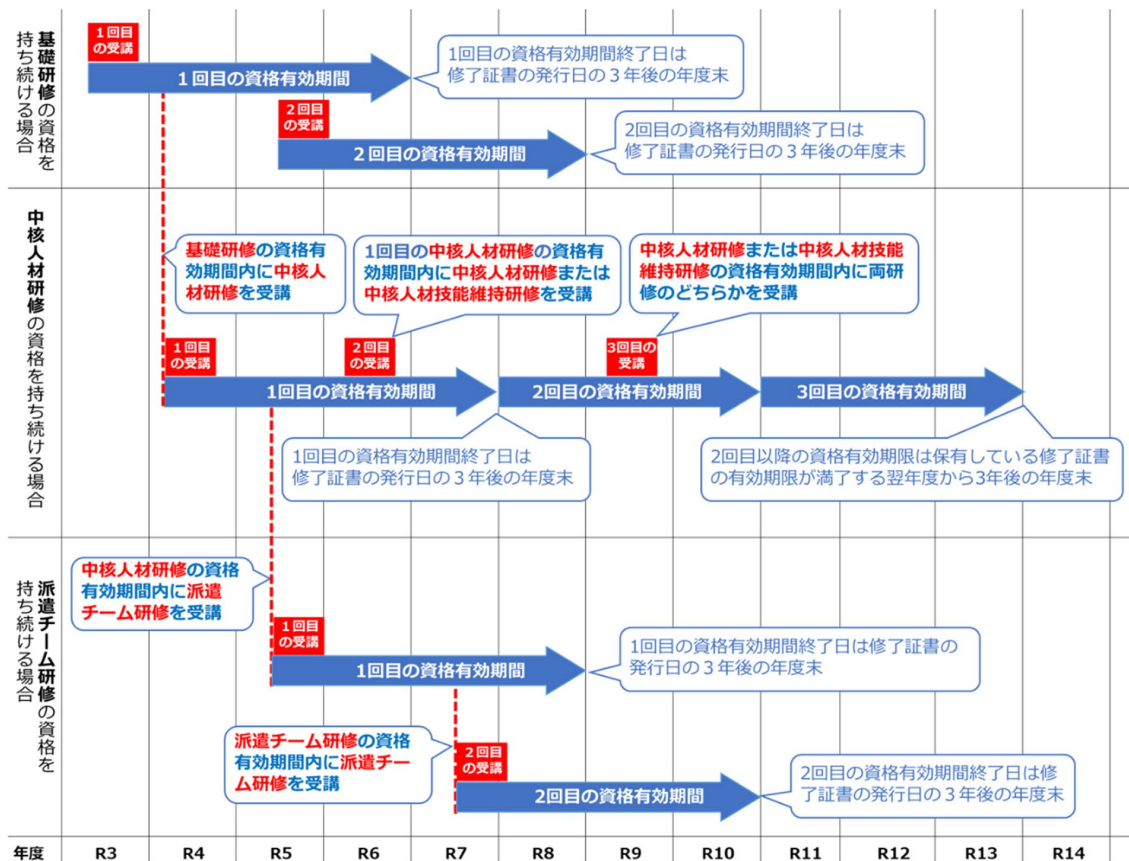 基礎研修の資格を
持ち続ける場合
1回目
の受講
1回目の資格有効期間
1回目の資格有効期間終了日は
修了証書の発行日の３年後の年度末
2回目
の受講
2回目の資格有効期間
2回目の資格有効期間終了日は
修了証書の発行日の３年後の年度末
中核人材研修の資格を持ち続ける場合
基礎研修の資格有
効期間内に中核人
材研修を受講
1回目の中核人材研修の資格有
効期間内に中核人材研修または
中核人材技能維持研修を受講
中核人材研修または中核人材技能
維持研修の資格有効期間内に両研
修のどちらかを受講
1回目
の受講
2回目
の受講
3回目の
受講
1回目の資格有効期間
2回目の資格有効期間
3回目の資格有効期間
1回目の資格有効期間終了日は
修了証書の発行日の３年後の年度末
2回目以降の資格有効期限は保有している修了証書
の有効期限が満了する翌年度から3年後の年度末
派遣チーム研修の資格を
持ち続ける場合
中核人材研修の資格
有効期間内に派遣
チーム研修を受講
1回目
の受講
1回目の資格有効期間
1回目の資格有効期間終了日は修了証書の
発行日の３年後の年度末
派遣チーム研修の資格
有効期間内に派遣チー
ム研修を受講
2回目
の受講
2回目の資格有効期間
2回目の資格有効期間終了日は修
了証書の発行日の３年後の年度末
年度 R3 R4 R5 R6 R7 R8 R9 R10 R11 R12 R13 R14